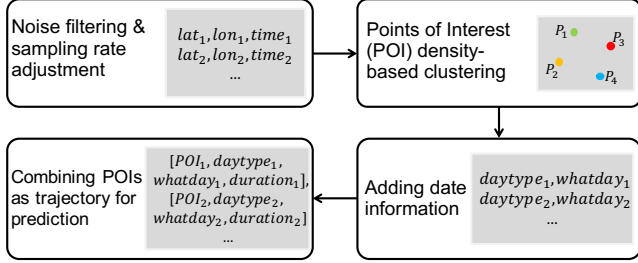 Noise filtering &
sampling rate
adjustment
lat₁,lon₁,time₁
lat₂,lon₂,time₂
...
Points of Interest
(POI) density-
based clustering
P₁
P₃
P₂
P₄
Combining POIs
as trajectory for
prediction
[POI₁,daytype₁,
whatday₁,duration₁],
[POI₂,daytype₂,
whatday₂,duration₂]
...
Adding date
information
daytype₁,whatday₁
daytype₂,whatday₂
...